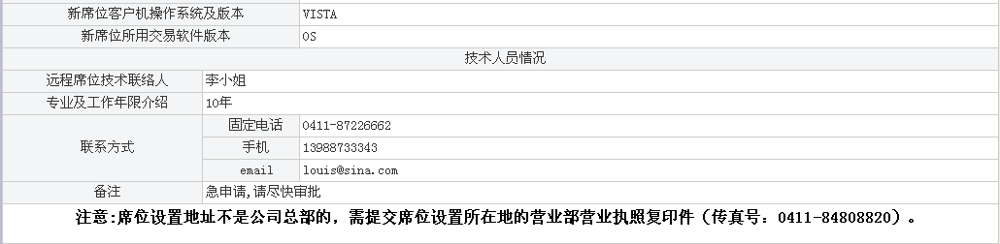 新席位客户机操作系统及版本 VISTA
新席位所用交易软件版本 OS
技术人员情况
远程席位技术联络人 李小姐
专业及工作年限介绍 10年
联系方式 固定电话 0411-87226662
手机 13988733343
email louis@sina.com
备注 急申请,请尽快审批
注意:席位设置地址不是公司总部的，需提交席位设置所在地的营业部营业执照复印件（传真号：0411-84808820）。